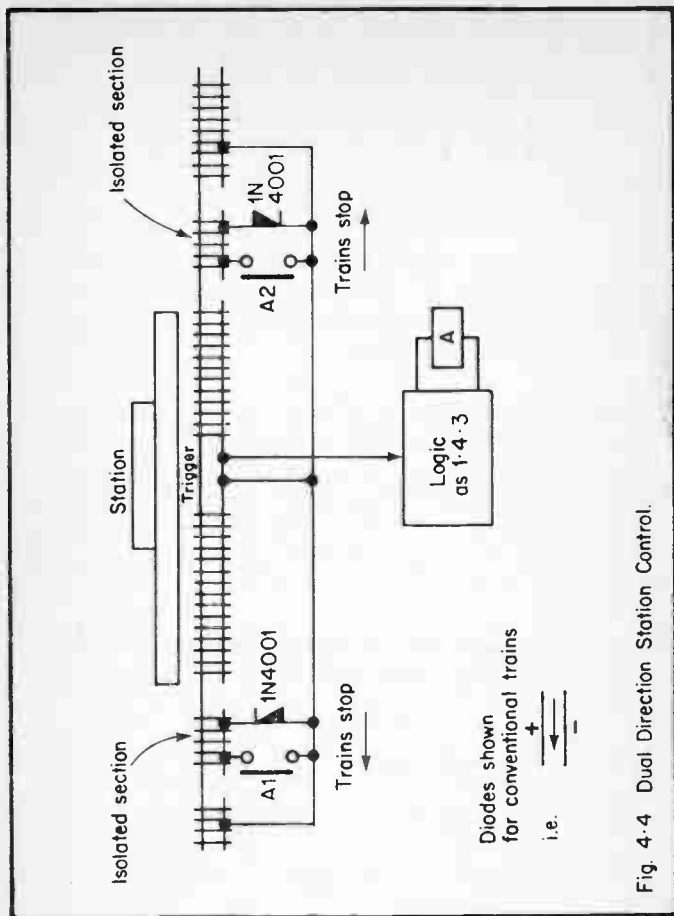 Isolated section
Station
Isolated section
Trigger
A1
1N4001
A2
1N
4001
Trains stop
Trains stop
Logic
as 1·4·3
A
Diodes shown
for conventional trains
i.e.
+
-
Fig. 4·4 Dual Direction Station Control.